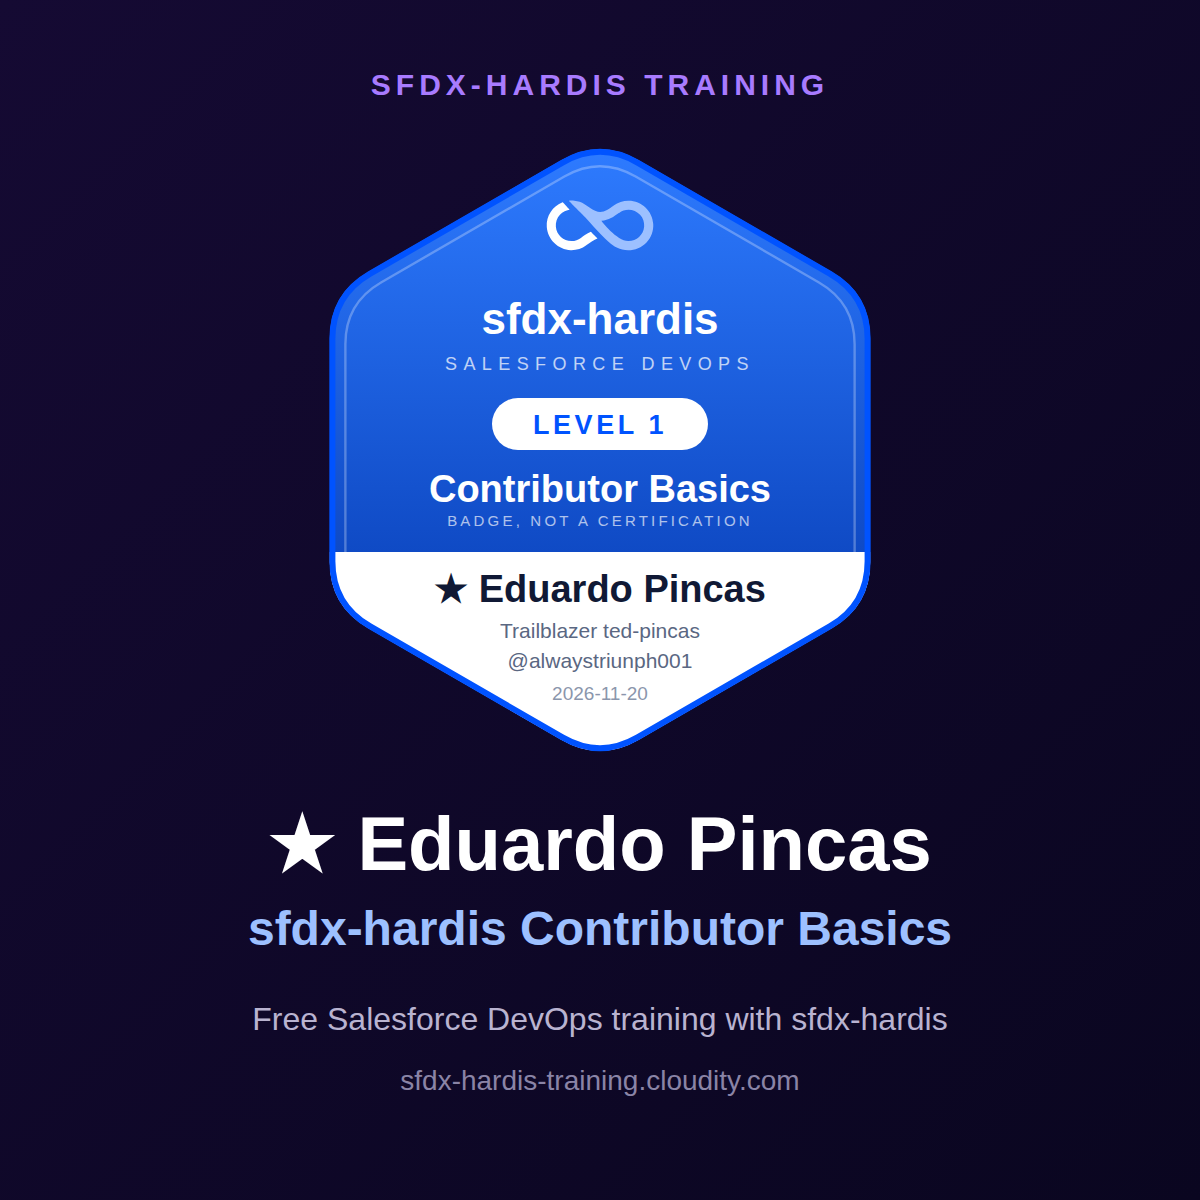 SFDX-HARDIS TRAINING
sfdx-hardis
SALESFORCE DEVOPS
LEVEL 1
Contributor Basics
BADGE, NOT A CERTIFICATION
★ Eduardo Pincas
Trailblazer ted-pincas
@alwaystriunph001
2026-11-20
★ Eduardo Pincas
sfdx-hardis Contributor Basics
Free Salesforce DevOps training with sfdx-hardis
sfdx-hardis-training.cloudity.com